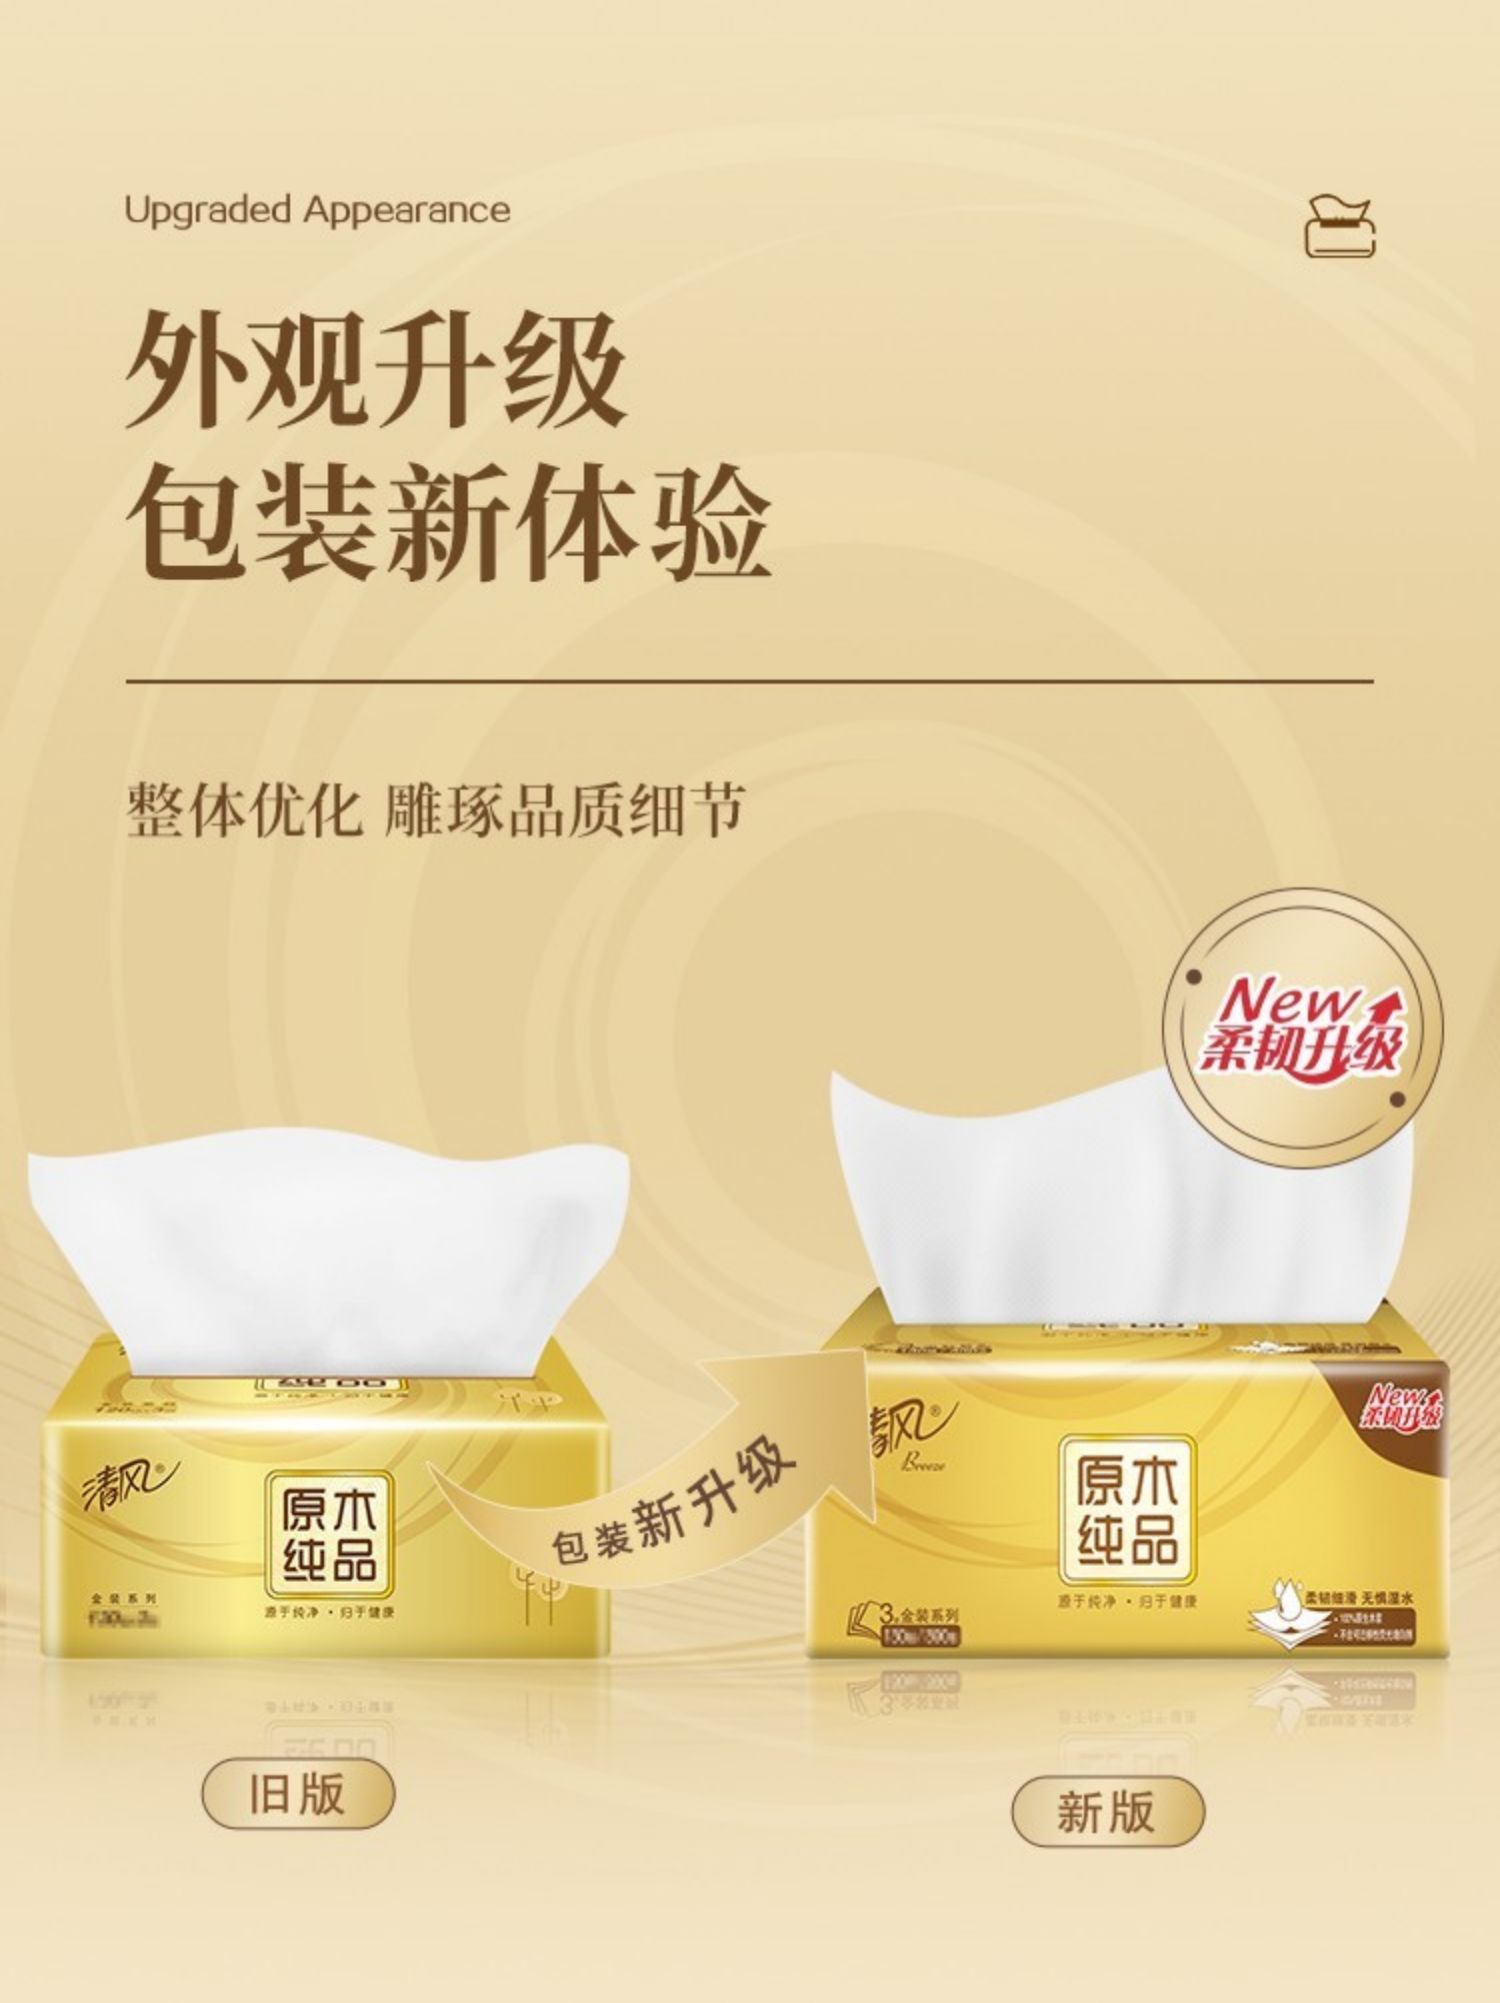 Upgraded Appearance
外观升级
包装新体验
整体优化 雕琢品质细节
New
柔韧升级
清风®
原木
纯品
源于纯净·归于健康
金装系列
包装新升级
清风®
Breeze
原木
纯品
源于纯净·归于健康
New
柔韧升级
3层金装系列
柔韧细滑 无惧湿水
旧版
新版